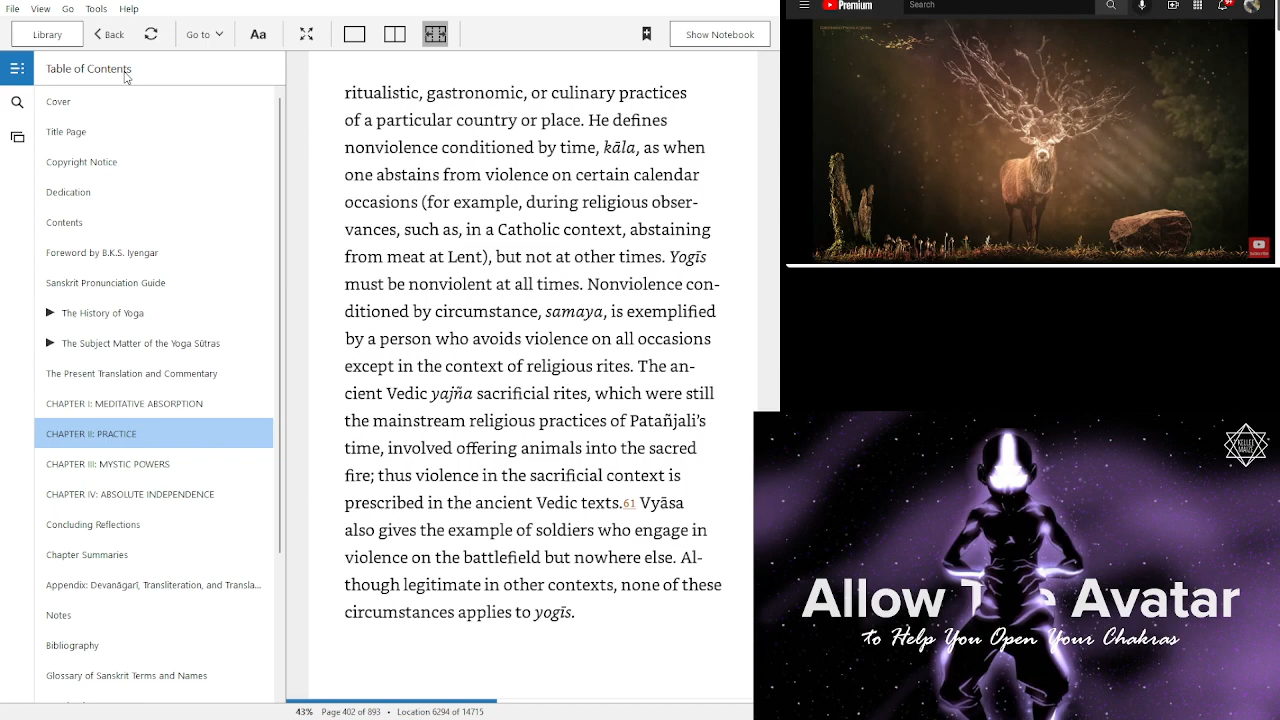 File View Go Tools Help
Library Back Go to Aa Show Notebook
Table of Contents
Cover
Title Page
Copyright Notice
Dedication
Contents
Foreword by B.K.S. Iyengar
Sanskrit Pronunciation Guide
The History of Yoga
The Subject Matter of the Yoga Sūtras
The Present Translation and Commentary
CHAPTER I: MEDITATIVE ABSORPTION
CHAPTER II: PRACTICE
CHAPTER III: MYSTIC POWERS
CHAPTER IV: ABSOLUTE INDEPENDENCE
Concluding Reflections
Chapter Summaries
Appendix: Devanāgarī, Transliteration, and Transla...
Notes
Bibliography
Glossary of Sanskrit Terms and Names
ritualistic, gastronomic, or culinary practices
of a particular country or place. He defines
nonviolence conditioned by time, kāla, as when
one abstains from violence on certain calendar
occasions (for example, during religious obser-
vances, such as, in a Catholic context, abstaining
from meat at Lent), but not at other times. Yogīs
must be nonviolent at all times. Nonviolence con-
ditioned by circumstance, samaya, is exemplified
by a person who avoids violence on all occasions
except in the context of religious rites. The an-
cient Vedic yajña sacrificial rites, which were still
the mainstream religious practices of Patañjali's
time, involved offering animals into the sacred
fire; thus violence in the sacrificial context is
prescribed in the ancient Vedic texts.61 Vyāsa
also gives the example of soldiers who engage in
violence on the battlefield but nowhere else. Al-
though legitimate in other contexts, none of these
circumstances applies to yogīs.
43% Page 402 of 893 • Location 6294 of 14715
Premium
Search
9+
Subscribe
Allow T e Avatar
to Help You Open Your Chakras